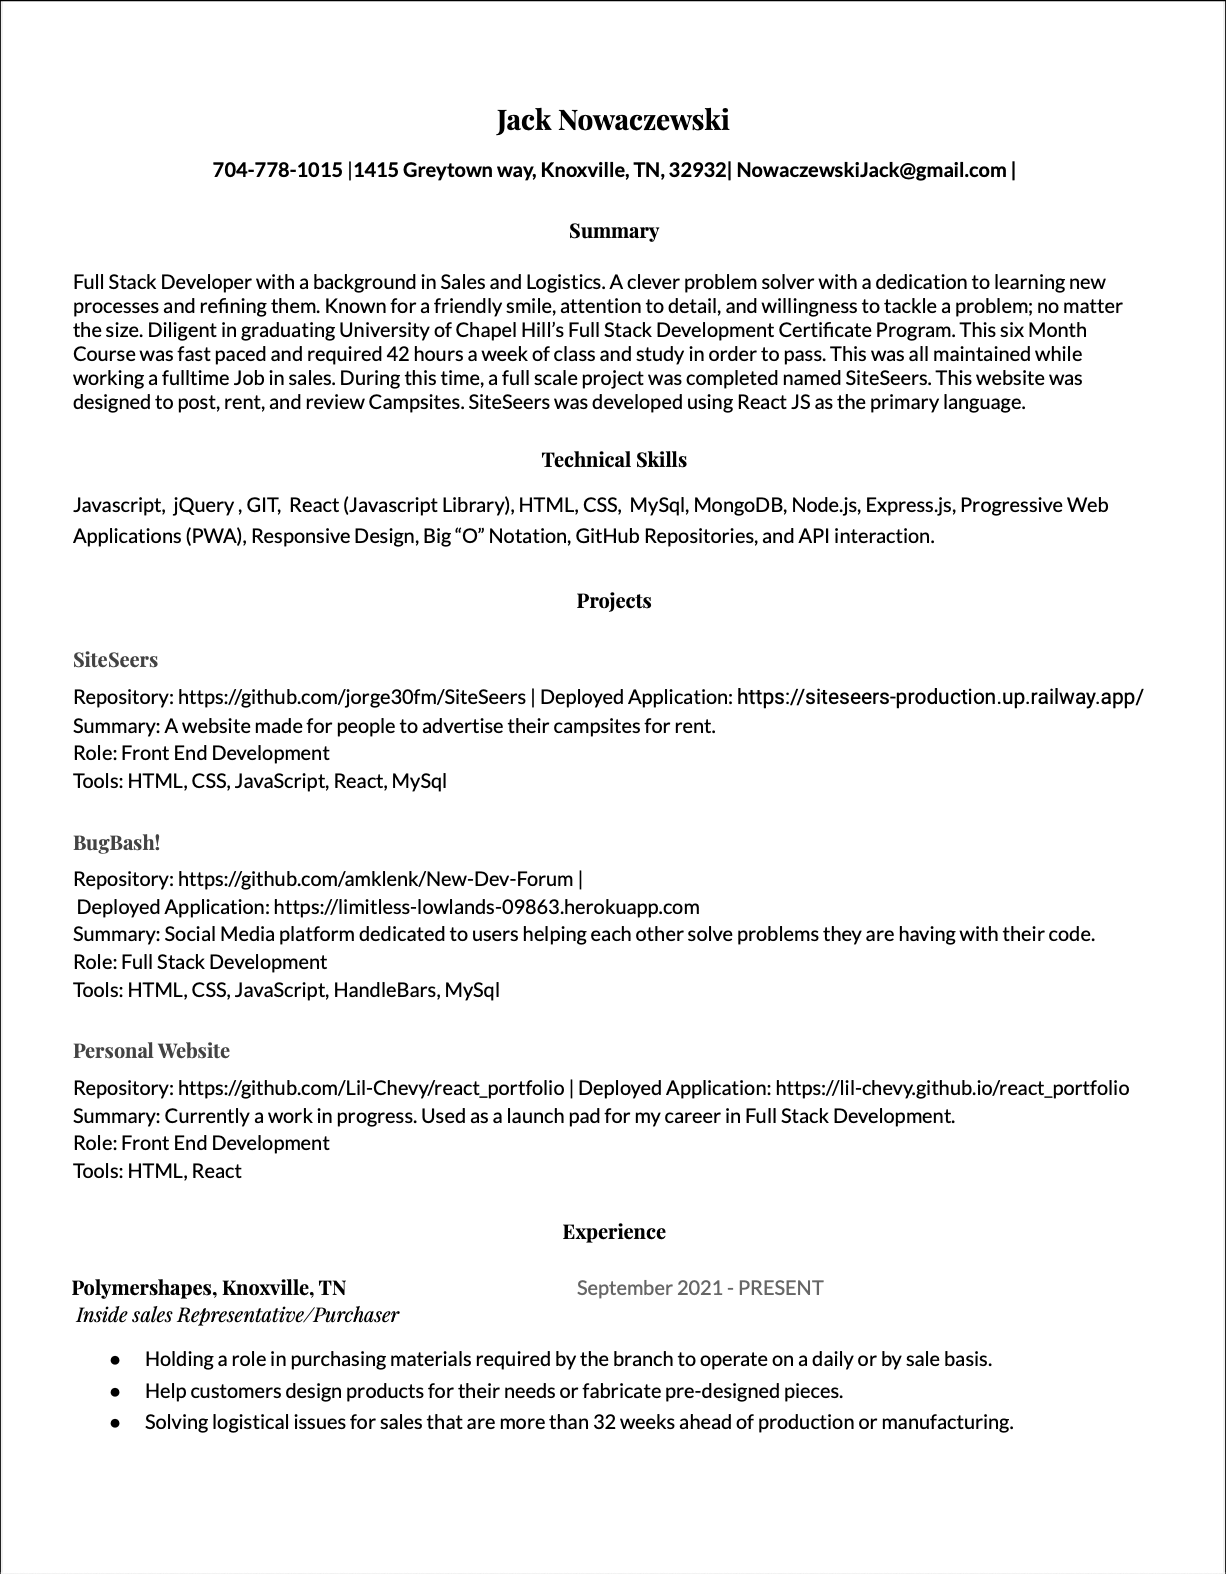 Jack Nowaczewski
704-778-1015 |1415 Greytown way, Knoxville, TN, 32932| NowaczewskiJack@gmail.com |
Summary
Full Stack Developer with a background in Sales and Logistics. A clever problem solver with a dedication to learning new
processes and refining them. Known for a friendly smile, attention to detail, and willingness to tackle a problem; no matter
the size. Diligent in graduating University of Chapel Hill’s Full Stack Development Certificate Program. This six Month
Course was fast paced and required 42 hours a week of class and study in order to pass. This was all maintained while
working a fulltime Job in sales. During this time, a full scale project was completed named SiteSeers. This website was
designed to post, rent, and review Campsites. SiteSeers was developed using React JS as the primary language.
Technical Skills
Javascript, jQuery , GIT, React (Javascript Library), HTML, CSS, MySql, MongoDB, Node.js, Express.js, Progressive Web
Applications (PWA), Responsive Design, Big “O” Notation, GitHub Repositories, and API interaction.
Projects
SiteSeers
Repository: https://github.com/jorge30fm/SiteSeers | Deployed Application: https://siteseers-production.up.railway.app/
Summary: A website made for people to advertise their campsites for rent.
Role: Front End Development
Tools: HTML, CSS, JavaScript, React, MySql
BugBash!
Repository: https://github.com/amklenk/New-Dev-Forum |
Deployed Application: https://limitless-lowlands-09863.herokuapp.com
Summary: Social Media platform dedicated to users helping each other solve problems they are having with their code.
Role: Full Stack Development
Tools: HTML, CSS, JavaScript, HandleBars, MySql
Personal Website
Repository: https://github.com/Lil-Chevy/react_portfolio | Deployed Application: https://lil-chevy.github.io/react_portfolio
Summary: Currently a work in progress. Used as a launch pad for my career in Full Stack Development.
Role: Front End Development
Tools: HTML, React
Experience
Polymershapes, Knoxville, TN September 2021 - PRESENT
Inside sales Representative/Purchaser
● Holding a role in purchasing materials required by the branch to operate on a daily or by sale basis.
● Help customers design products for their needs or fabricate pre-designed pieces.
● Solving logistical issues for sales that are more than 32 weeks ahead of production or manufacturing.